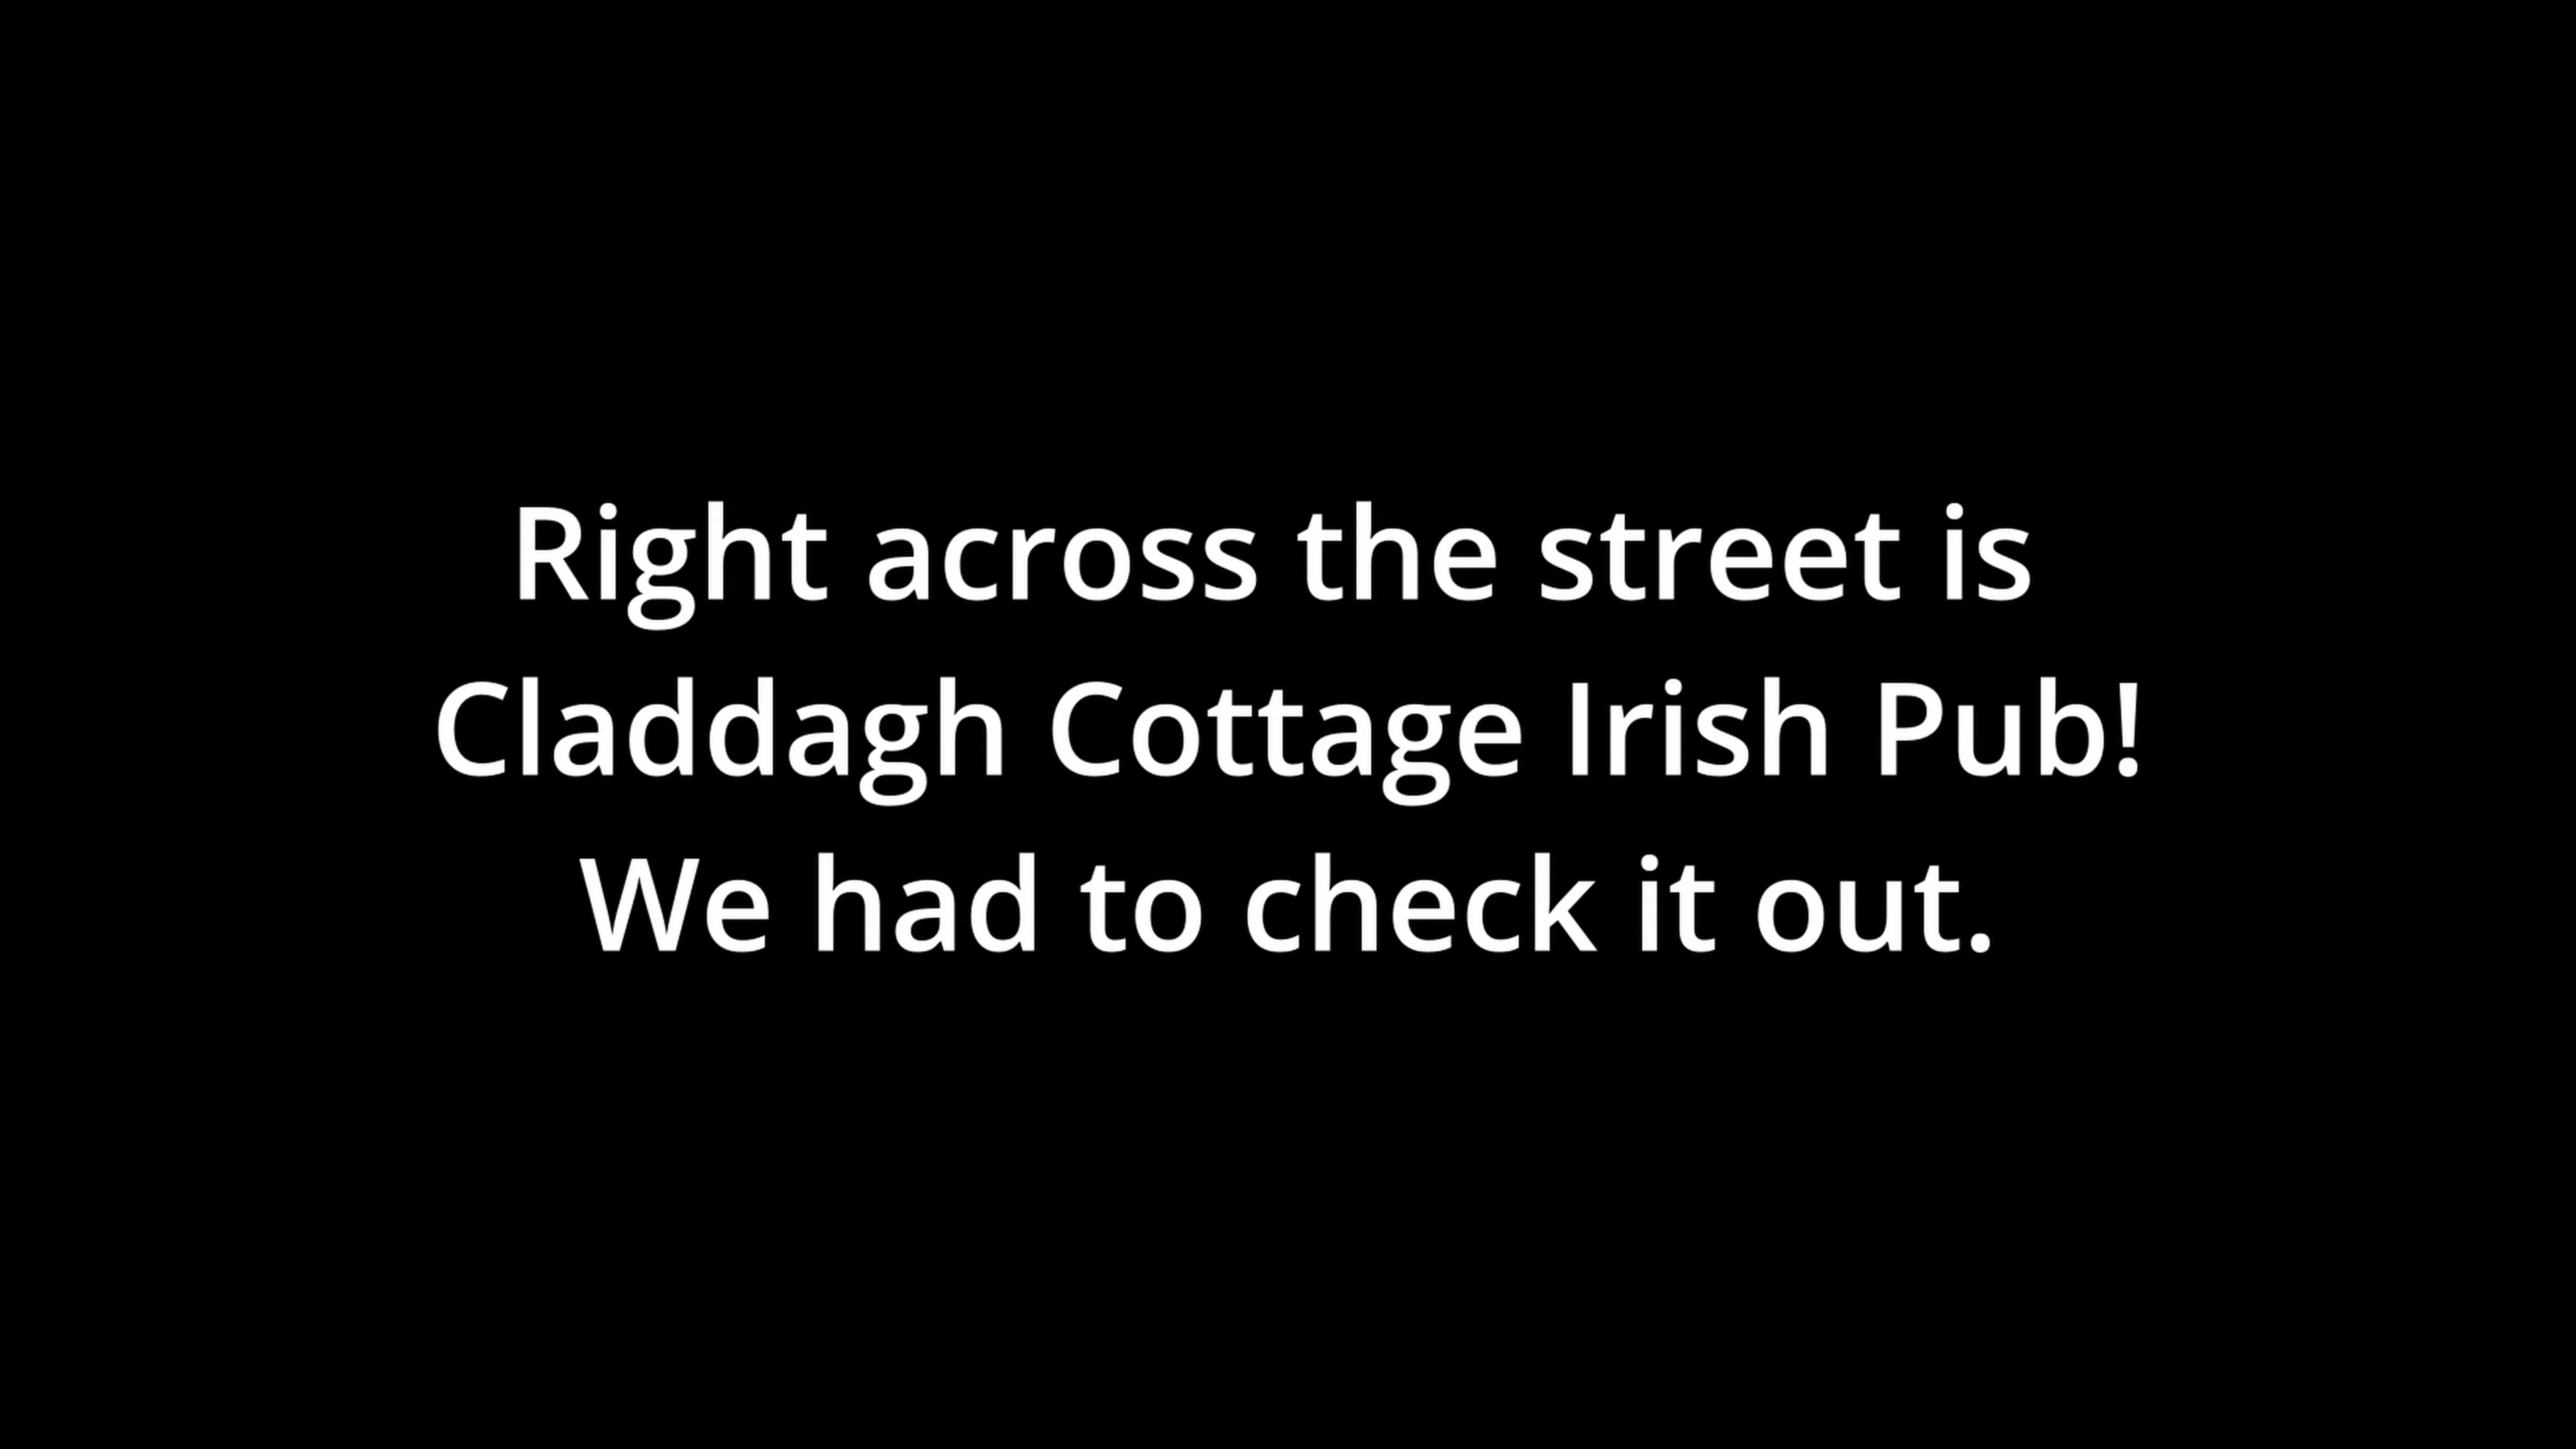 Right across the street is
Claddagh Cottage Irish Pub!
We had to check it out.